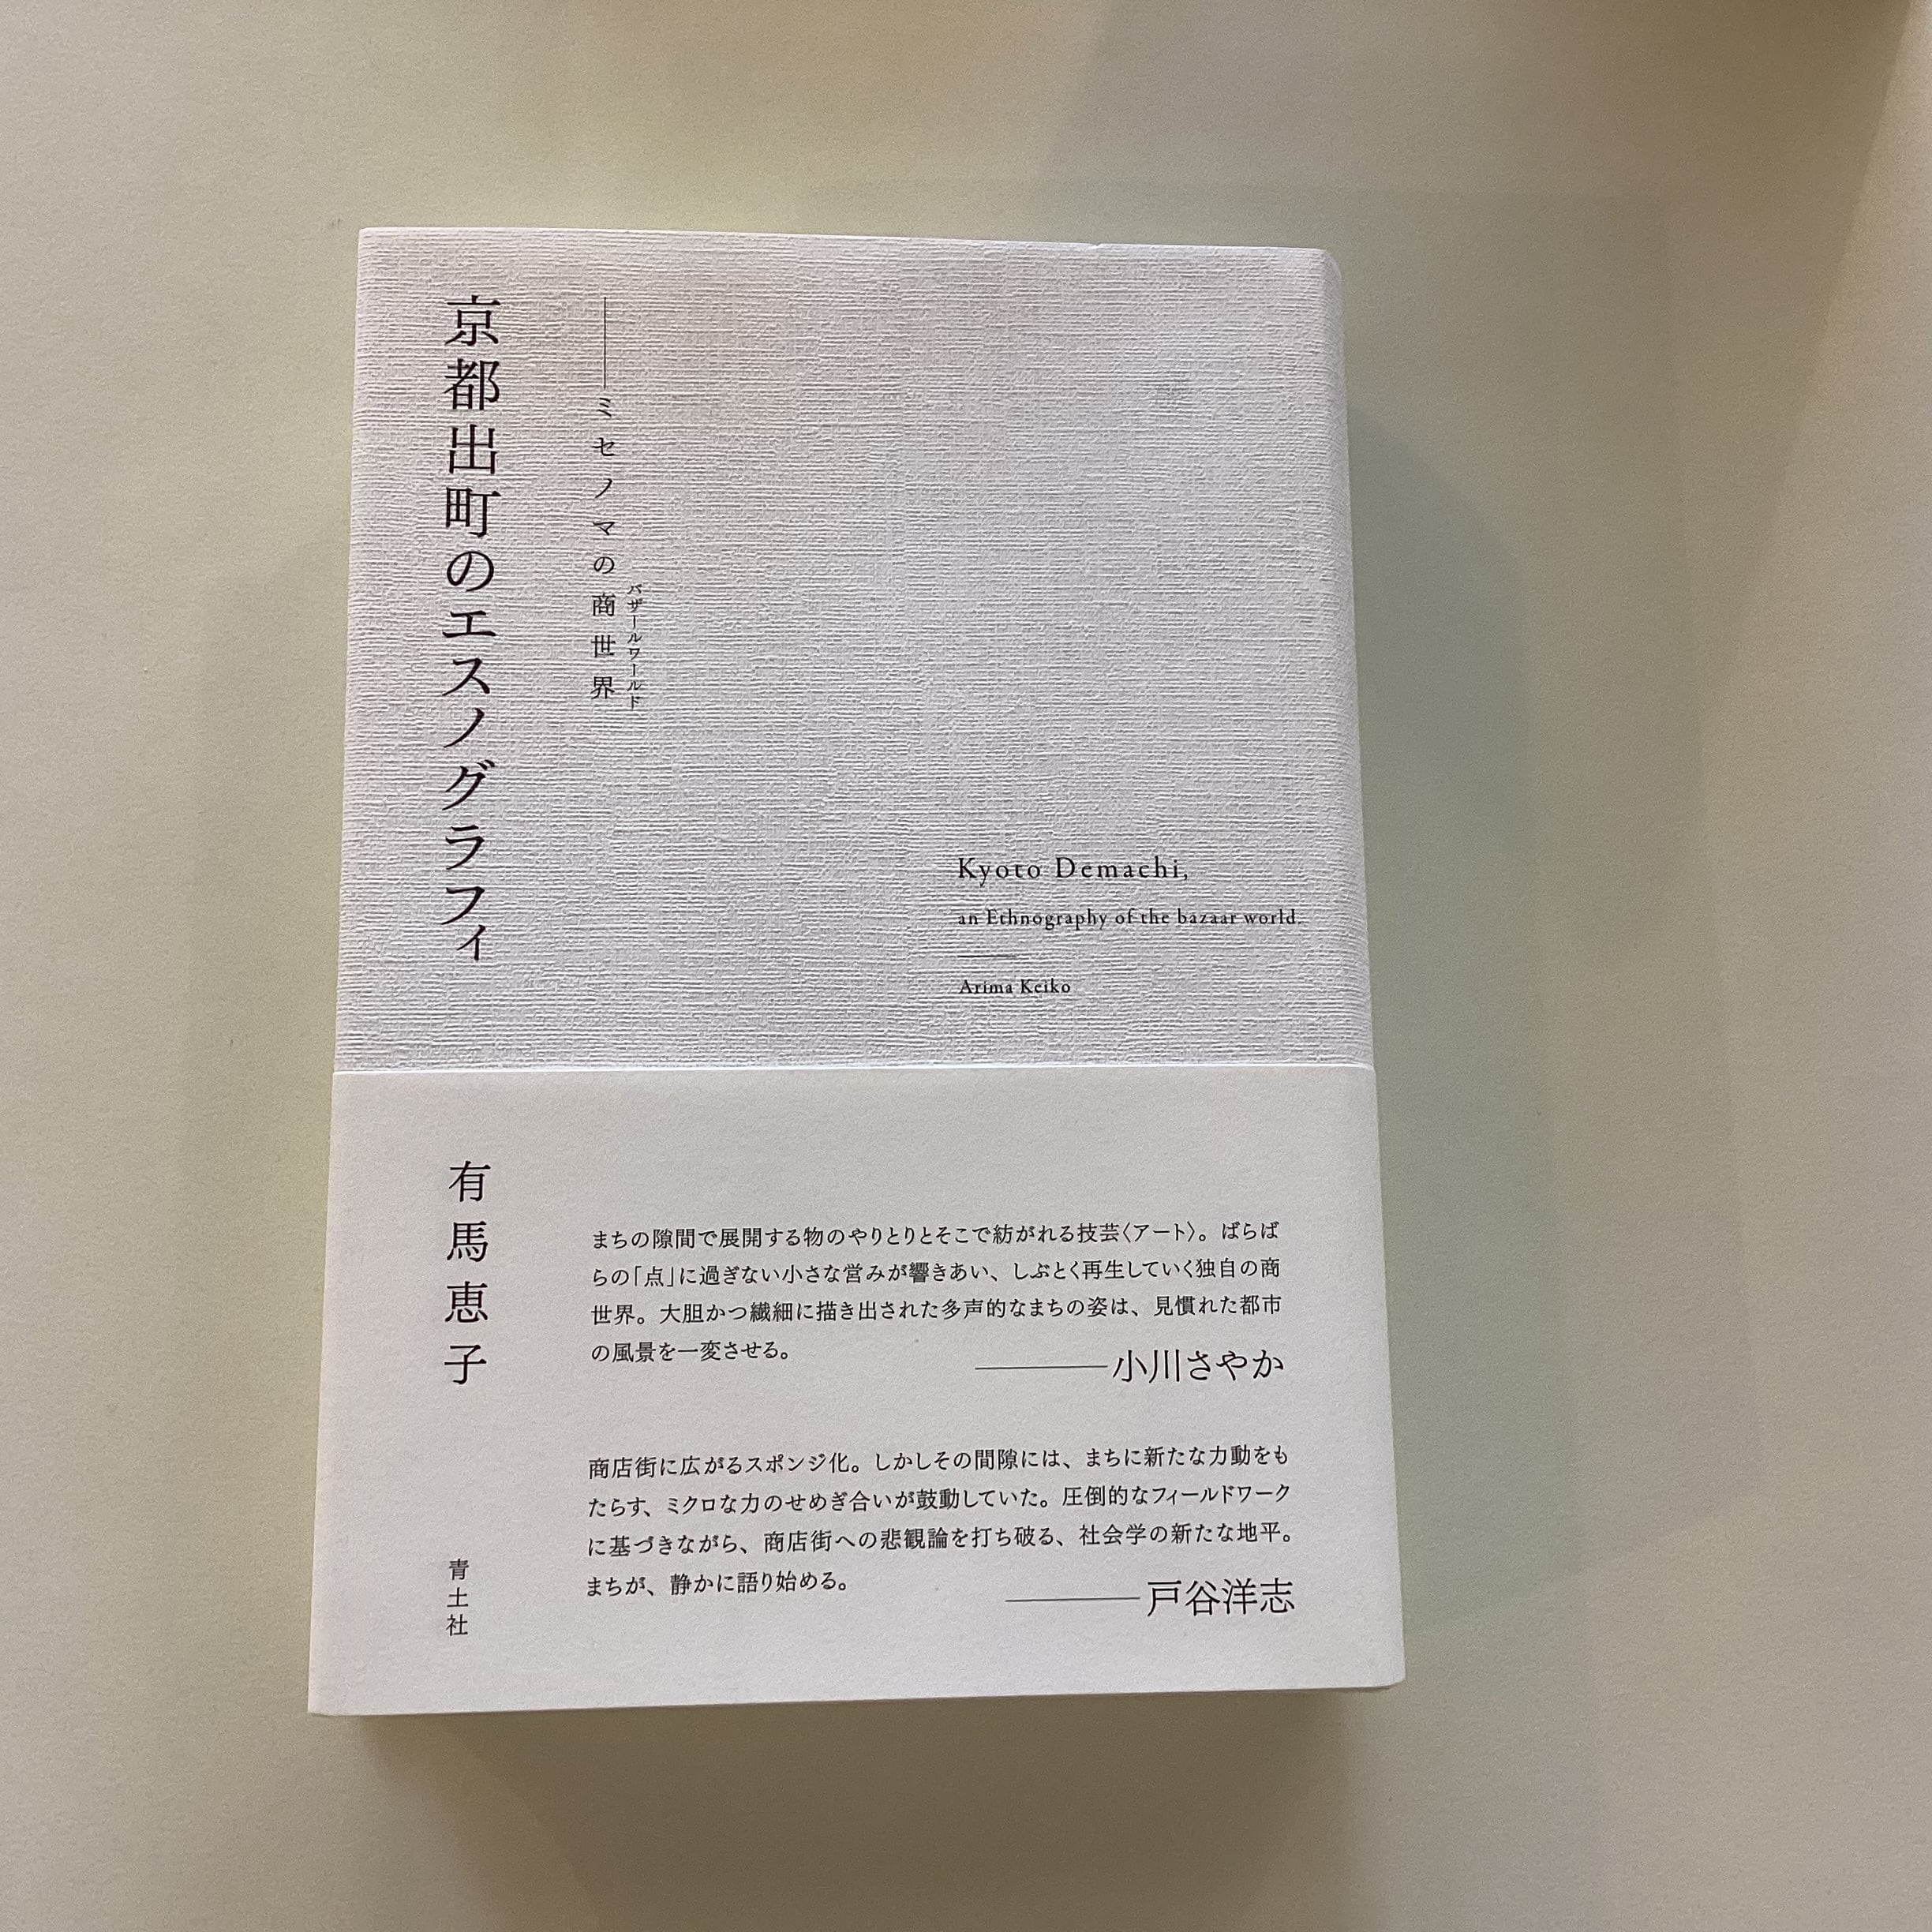 京都出町のエスノグラフィ
――ミセノマの商世界
バザールワールド
Kyoto Demachi,
an Ethnography of the bazaar world.
Arima Keiko
有馬恵子
まちの隙間で展開する物のやりとりとそこで紡がれる技芸〈アート〉。ばらば
らの「点」に過ぎない小さな営みが響きあい、しぶとく再生していく独自の商
世界。大胆かつ繊細に描き出された多声的なまちの姿は、見慣れた都市
の風景を一変させる。
――小川さやか
商店街に広がるスポンジ化。しかしその間隙には、まちに新たな力動をも
たらす、ミクロな力のせめぎ合いが鼓動していた。圧倒的なフィールドワーク
に基づきながら、商店街への悲観論を打ち破る、社会学の新たな地平。
まちが、静かに語り始める。
――戸谷洋志
青土社